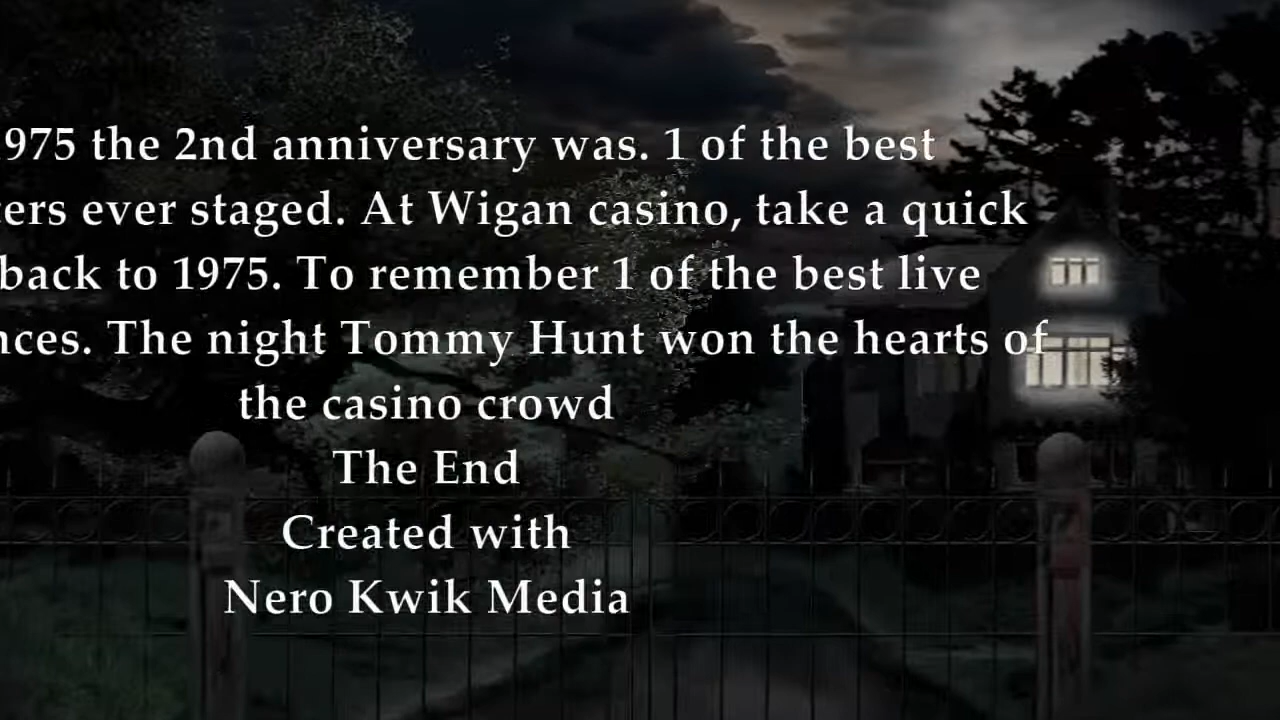 975 the 2nd anniversary was. 1 of the best
ers ever staged. At Wigan casino, take a quick
back to 1975. To remember 1 of the best live
nces. The night Tommy Hunt won the hearts of
the casino crowd
The End
Created with
Nero Kwik Media